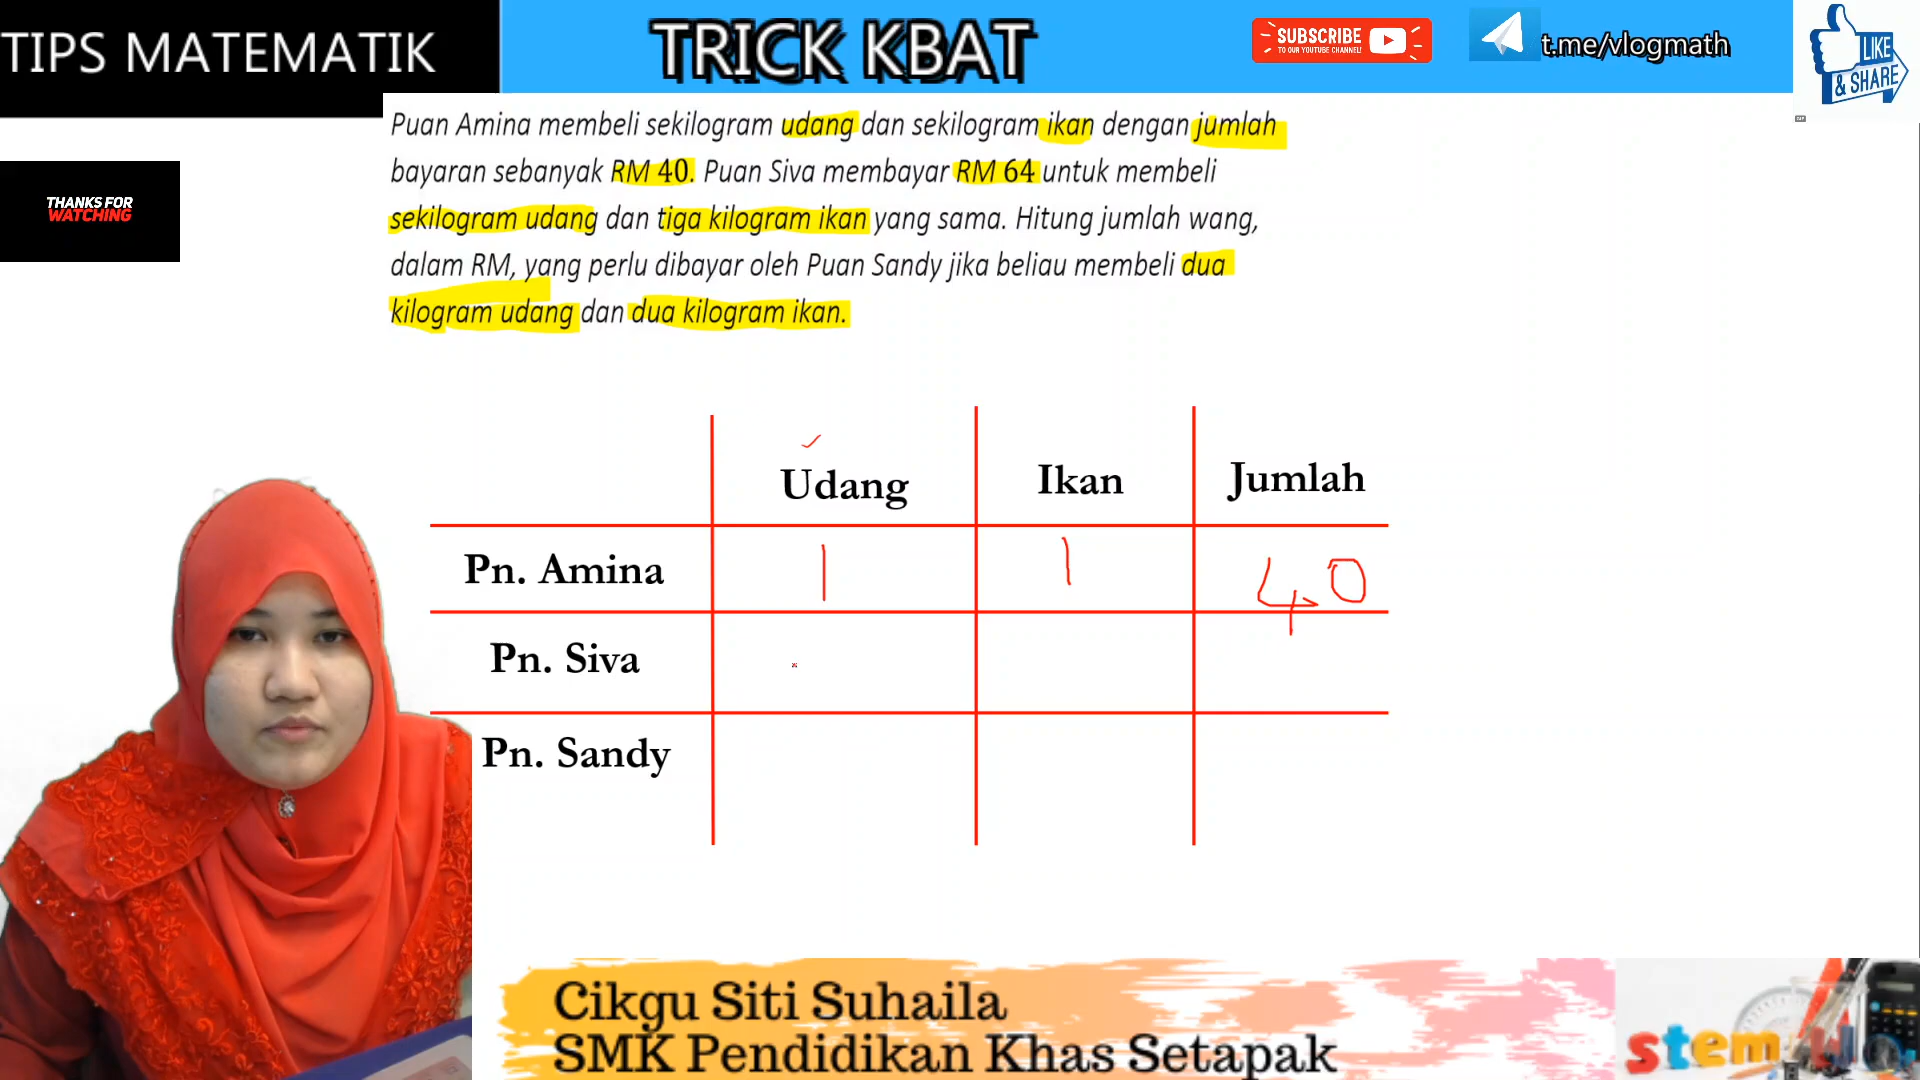 TIPS MATEMATIK
TRICK KBAT
SUBSCRIBE
TO OUR YOUTUBE CHANNEL!
t.me/vlogmath
LIKE
& SHARE
THANKS FOR
WATCHING
Puan Amina membeli sekilogram udang dan sekilogram ikan dengan jumlah
bayaran sebanyak RM 40. Puan Siva membayar RM 64 untuk membeli
sekilogram udang dan tiga kilogram ikan yang sama. Hitung jumlah wang,
dalam RM, yang perlu dibayar oleh Puan Sandy jika beliau membeli dua
kilogram udang dan dua kilogram ikan.
Udang Ikan Jumlah
Pn. Amina 1 1 40
Pn. Siva
Pn. Sandy
Cikgu Siti Suhaila
SMK Pendidikan Khas Setapak
stem